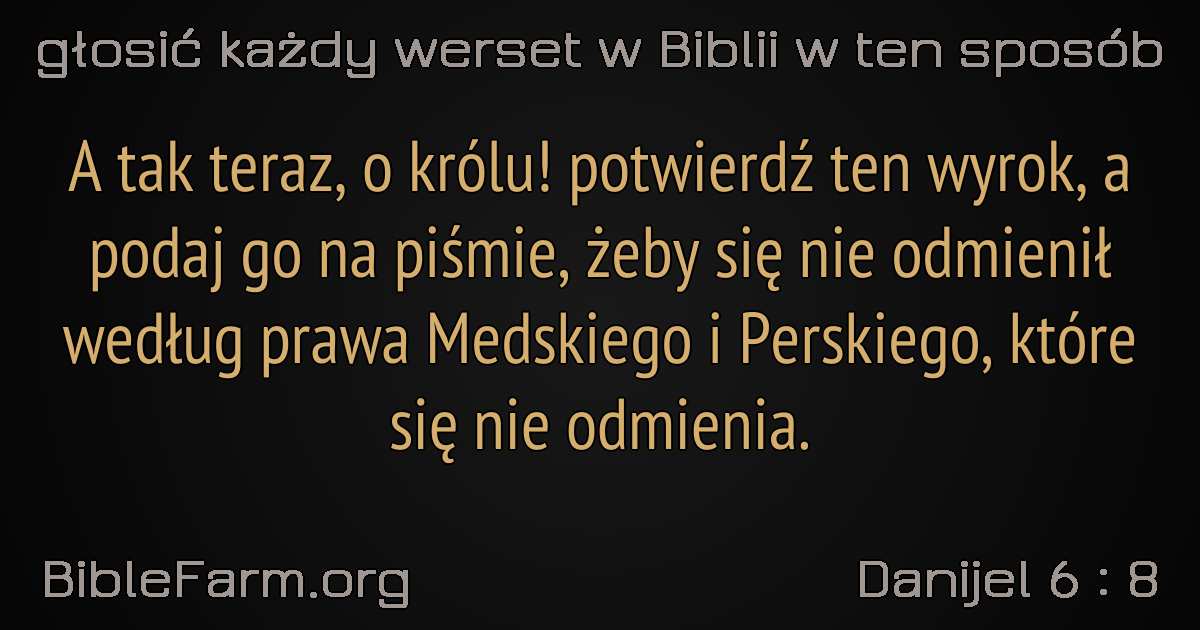 głosić każdy werset w Biblii w ten sposób
A tak teraz, o królu! potwierdź ten wyrok, a
podaj go na piśmie, żeby się nie odmienił
według prawa Medskiego i Perskiego, które
się nie odmienia.
BibleFarm.org
Danijel 6 : 8